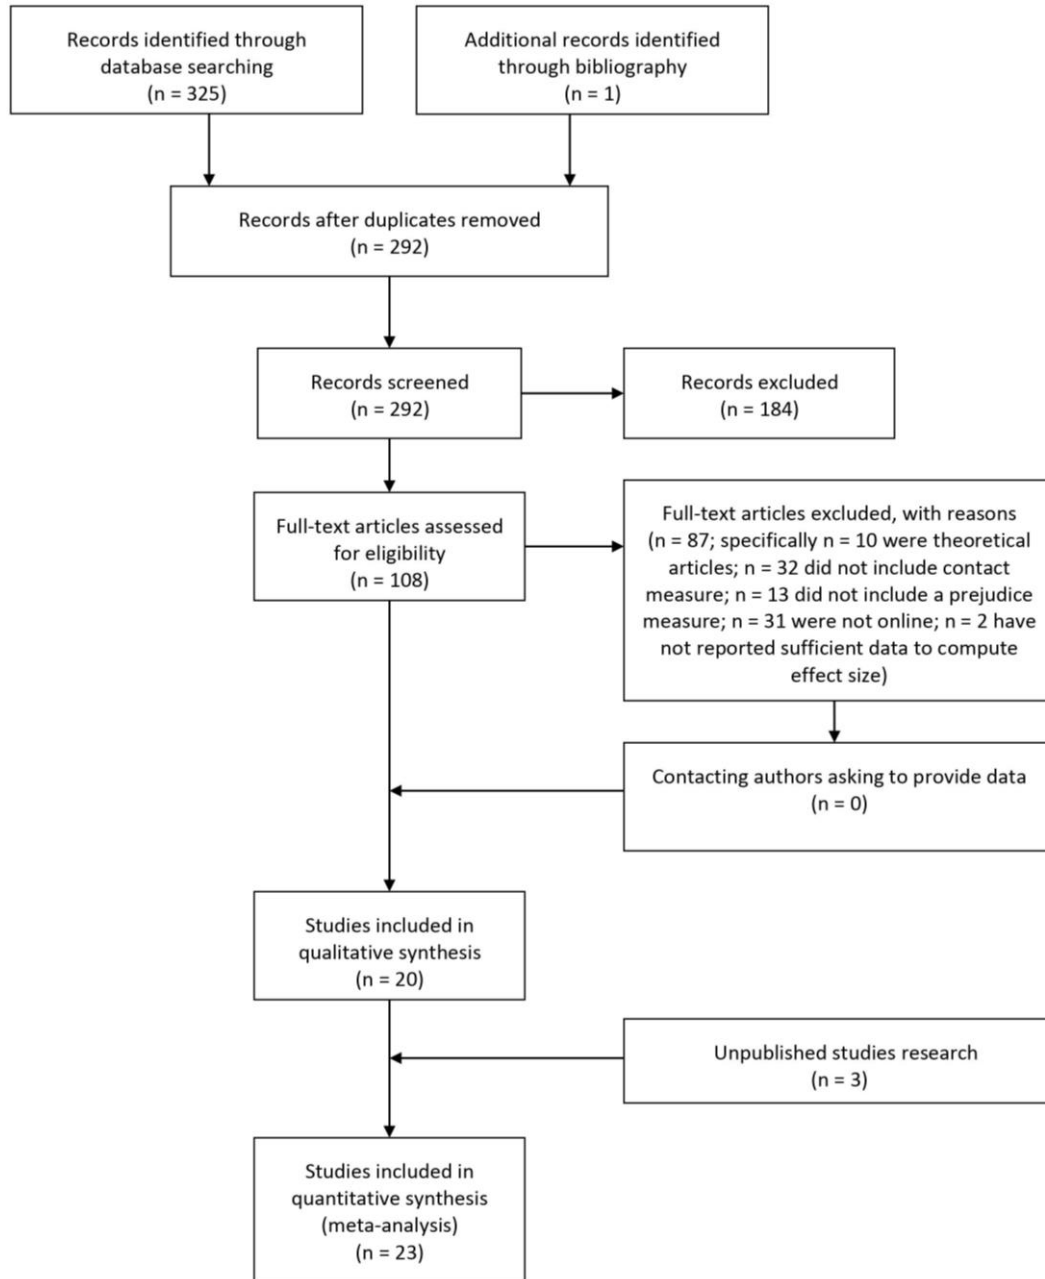 Records identified through
database searching
(n = 325)
Additional records identified
through bibliography
(n = 1)
Records after duplicates removed
(n = 292)
Records screened
(n = 292)
Records excluded
(n = 184)
Full-text articles assessed
for eligibility
(n = 108)
Full-text articles excluded, with reasons
(n = 87; specifically n = 10 were theoretical
articles; n = 32 did not include contact
measure; n = 13 did not include a prejudice
measure; n = 31 were not online; n = 2 have
not reported sufficient data to compute
effect size)
Contacting authors asking to provide data
(n = 0)
Studies included in
qualitative synthesis
(n = 20)
Unpublished studies research
(n = 3)
Studies included in
quantitative synthesis
(meta-analysis)
(n = 23)